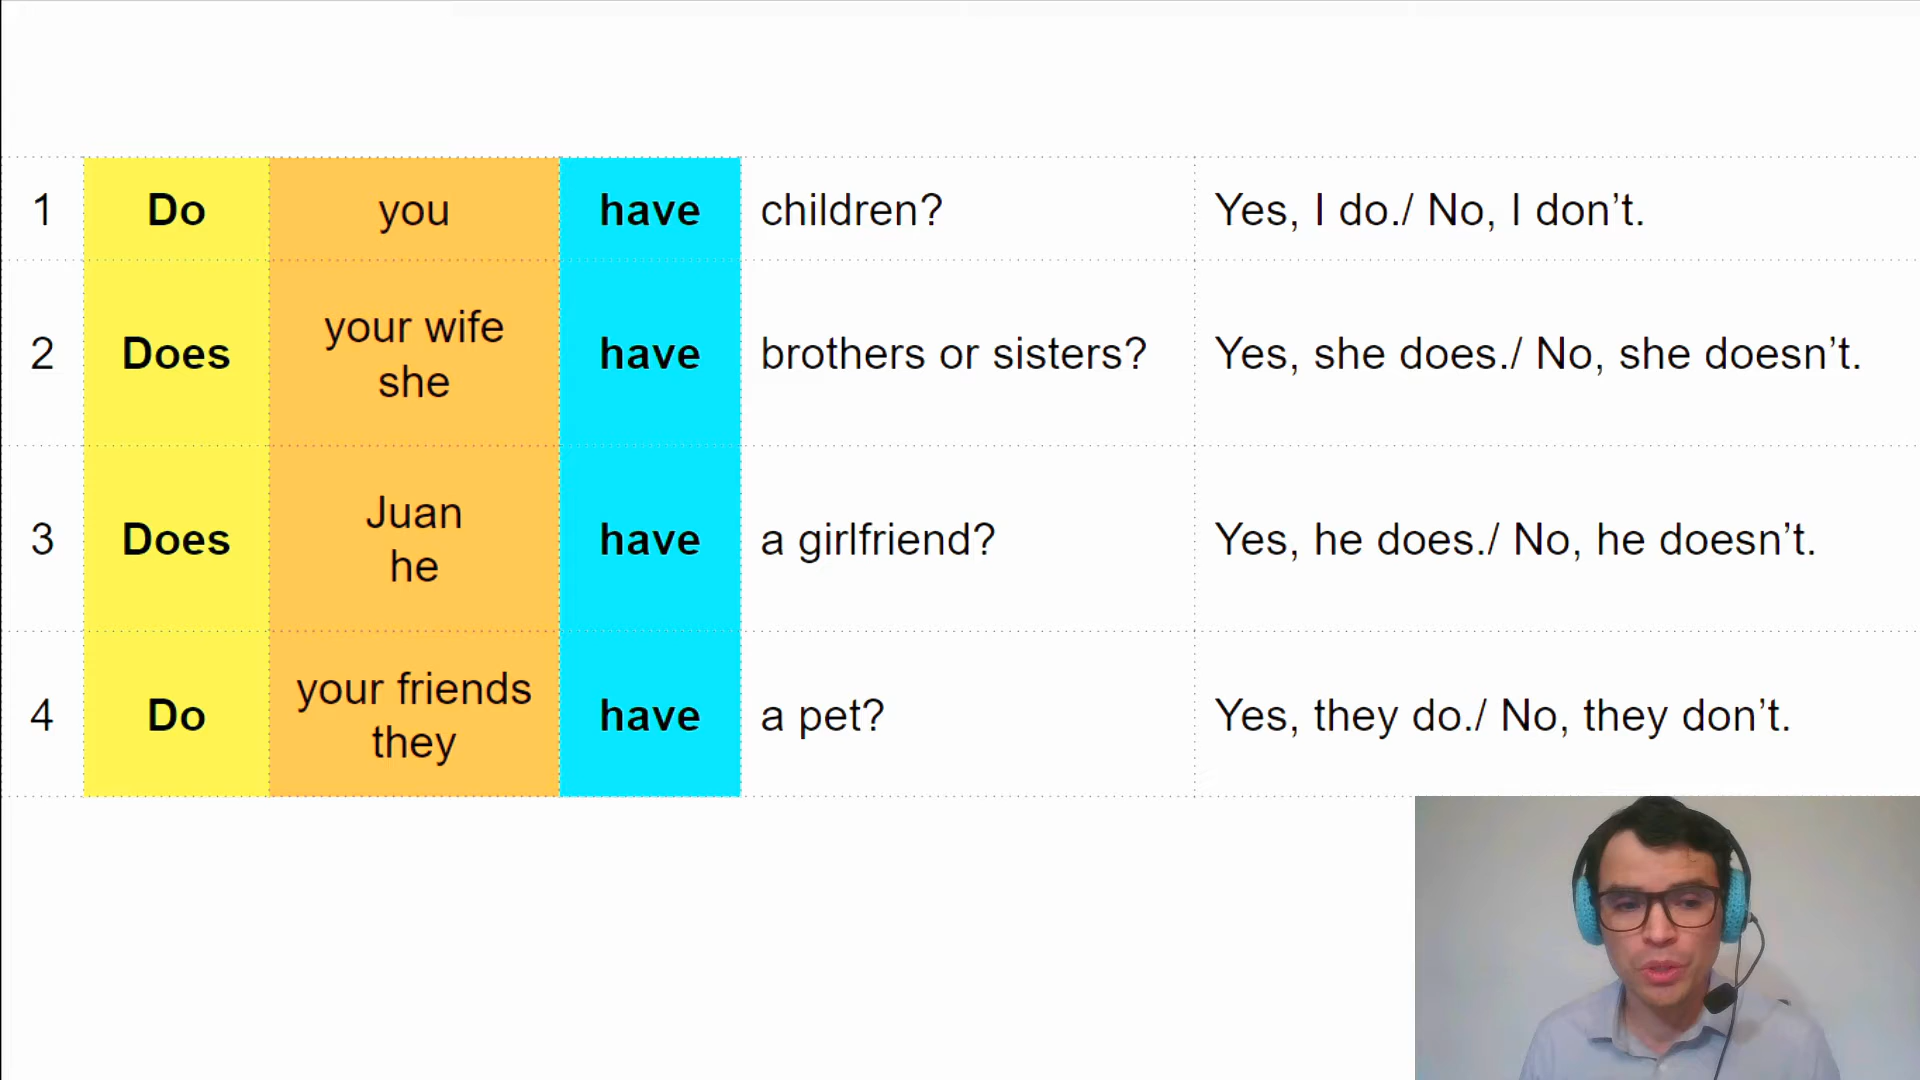 1 Do you have children? Yes, I do./ No, I don't.
2 Does your wife have brothers or sisters? Yes, she does./ No, she doesn't.
she
3 Does Juan have a girlfriend? Yes, he does./ No, he doesn't.
he
4 Do your friends have a pet? Yes, they do./ No, they don't.
they